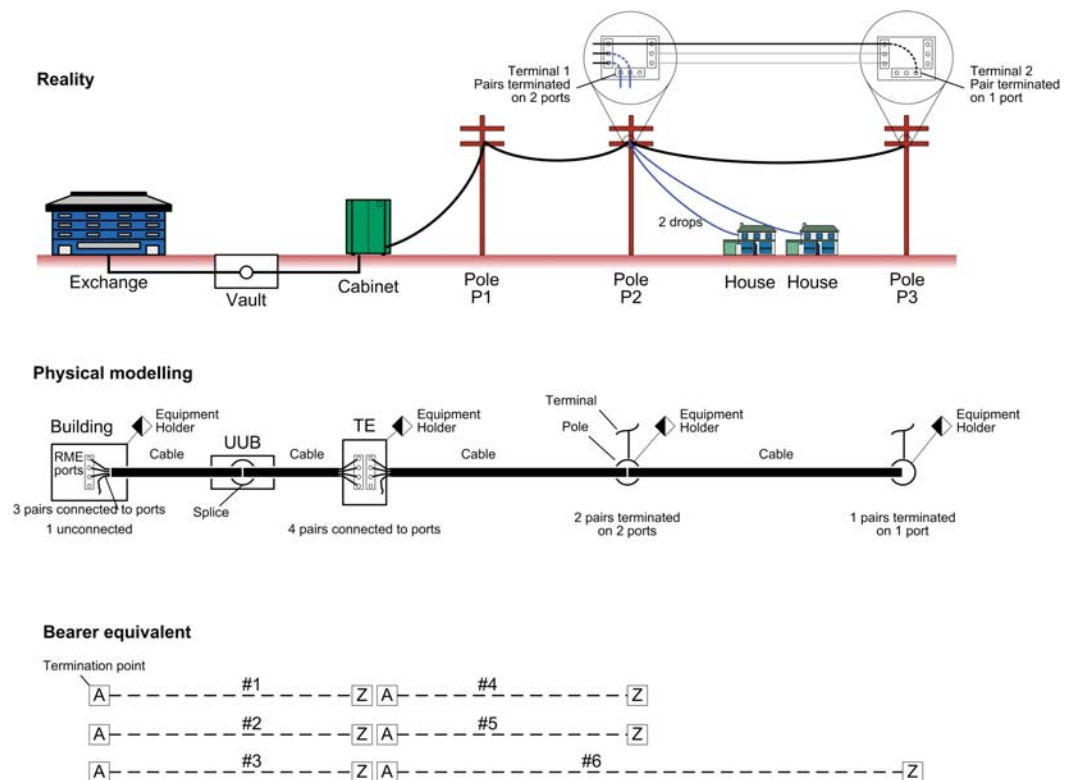 Reality
Terminal 1
Pairs terminated
on 2 ports
Terminal 2
Pair terminated
on 1 port
2 drops
Exchange
Vault
Cabinet
Pole
P1
Pole
P2
House
House
Pole
P3
Physical modelling
Building
Equipment
Holder
UUB
TE
Equipment
Holder
Terminal
Pole
Equipment
Holder
Equipment
Holder
RME
ports
Cable
Cable
Cable
Cable
3 pairs connected to ports
1 unconnected
Splice
4 pairs connected to ports
2 pairs terminated
on 2 ports
1 pairs terminated
on 1 port
Bearer equivalent
Termination point
A #1 Z A #4 Z
A #2 Z A #5 Z
A #3 Z A #6 Z